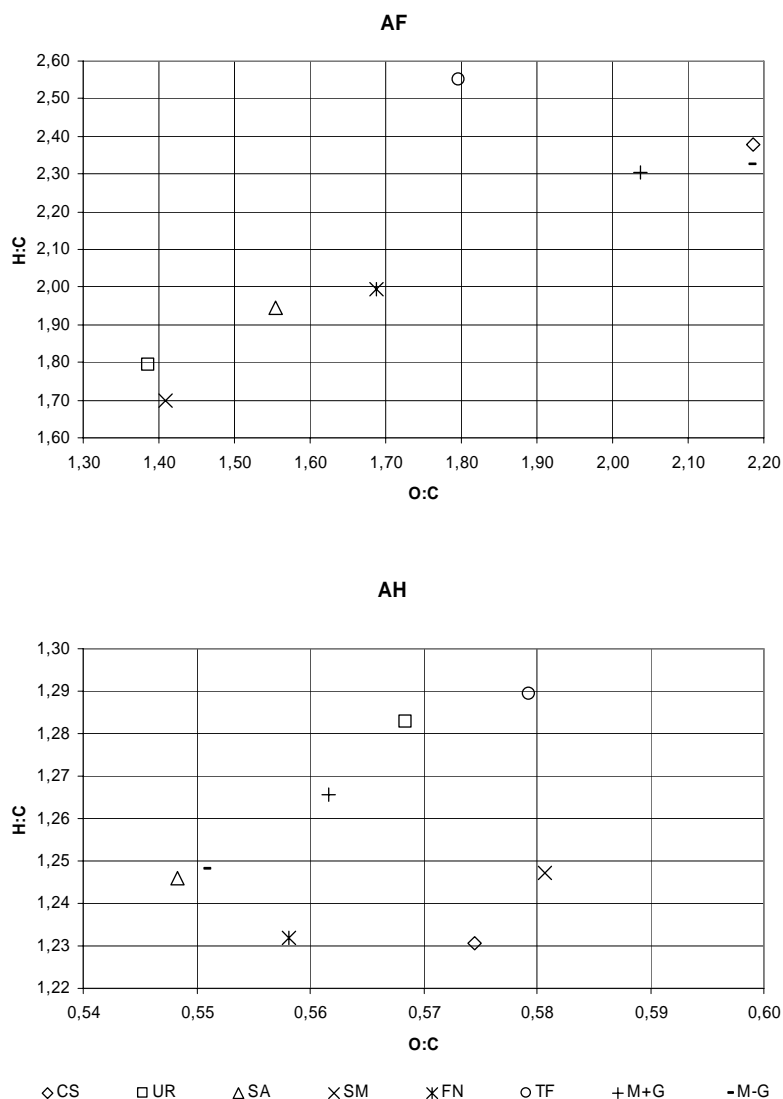 AF
2,60
2,50
2,40
2,30
2,20
2,10
2,00
1,90
1,80
1,70
1,60
H:C
1,30 1,40 1,50 1,60 1,70 1,80 1,90 2,00 2,10 2,20
O:C
AH
1,30
1,29
1,28
1,27
1,26
1,25
1,24
1,23
1,22
H:C
0,54 0,55 0,56 0,57 0,58 0,59 0,60
O:C
CS UR SA SM FN TF M+G M-G